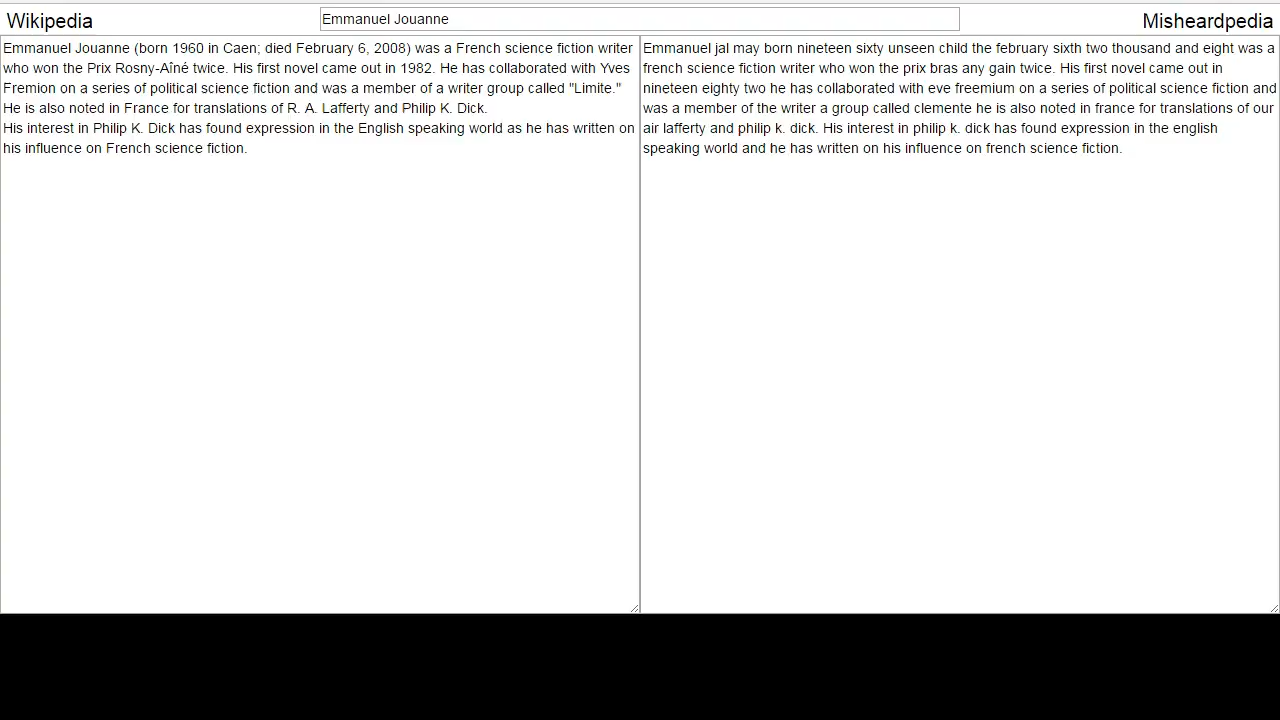 Wikipedia
Emmanuel Jouanne
Misheardpedia
Emmanuel Jouanne (born 1960 in Caen; died February 6, 2008) was a French science fiction writer
who won the Prix Rosny-Aîné twice. His first novel came out in 1982. He has collaborated with Yves
Fremion on a series of political science fiction and was a member of a writer group called "Limite."
He is also noted in France for translations of R. A. Lafferty and Philip K. Dick.
His interest in Philip K. Dick has found expression in the English speaking world as he has written on
his influence on French science fiction.
Emmanuel jal may born nineteen sixty unseen child the february sixth two thousand and eight was a
french science fiction writer who won the prix bras any gain twice. His first novel came out in
nineteen eighty two he has collaborated with eve freemium on a series of political science fiction and
was a member of the writer a group called clemente he is also noted in france for translations of our
air lafferty and philip k. dick. His interest in philip k. dick has found expression in the english
speaking world and he has written on his influence on french science fiction.